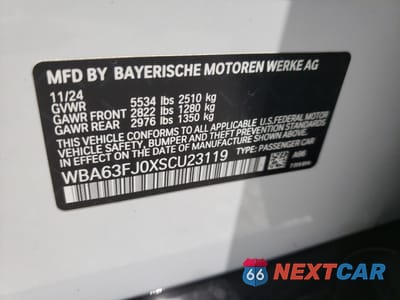 MFD BY BAYERISCHE MOTOREN WERKE AG
11/24
GVWR 5534 lbs 2510 kg
GAWR FRONT 2822 lbs 1280 kg
GAWR REAR 2976 lbs 1350 kg
THIS VEHICLE CONFORMS TO ALL APPLICABLE U.S.FEDERAL MOTOR
VEHICLE SAFETY, BUMPER, AND THEFT PREVENTION STANDARDS
IN EFFECT ON THE DATE OF MANUFACTURE SHOWN ABOVE.
WBA63FJ0XSCU23119 TYPE: PASSENGER CAR
A96
66 NEXTCAR